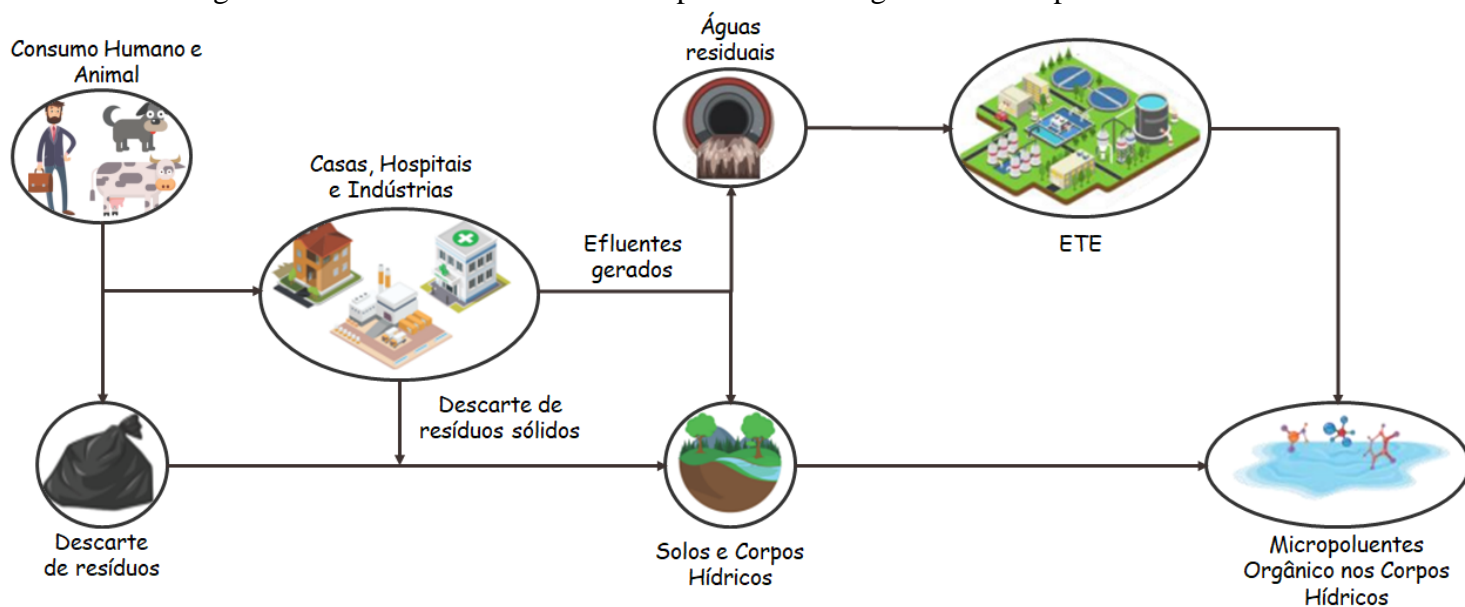 Consumo Humano e
Animal
Águas
residuais
Casas, Hospitais
e Indústrias
Efluentes
gerados
ETE
Descarte de
resíduos sólidos
Descarte
de resíduos
Solos e Corpos
Hídricos
Micropoluentes
Orgânico nos Corpos
Hídricos